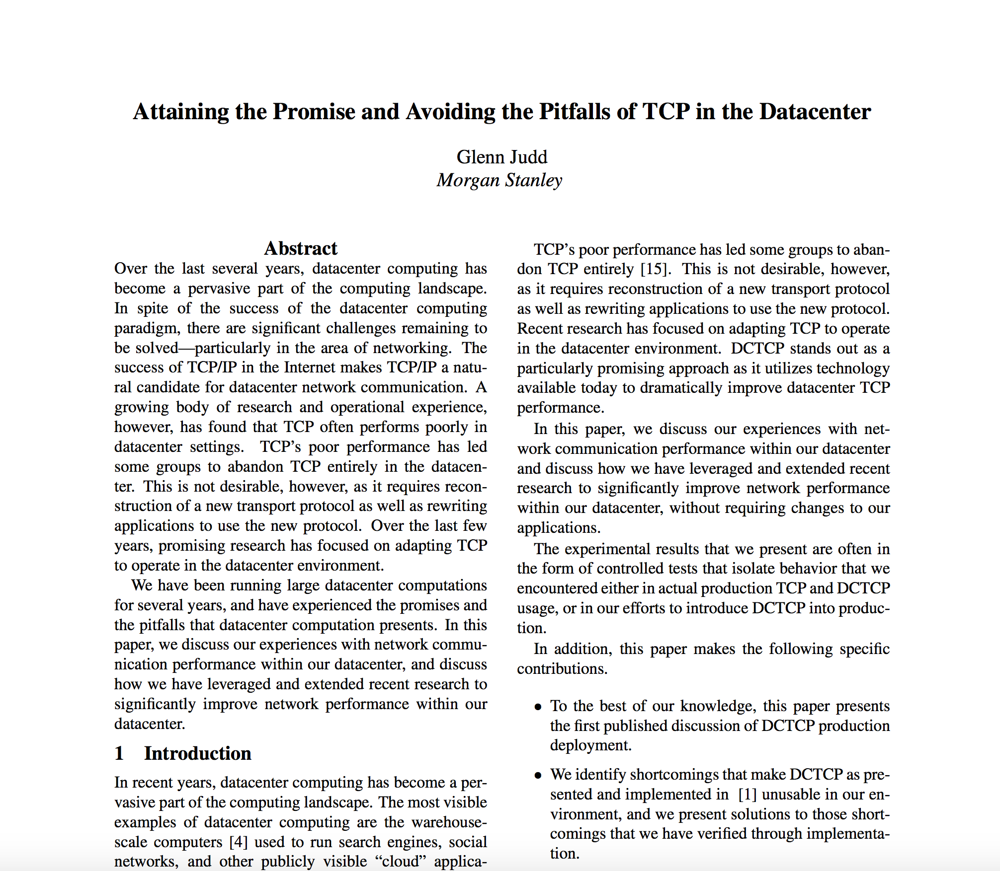 Attaining the Promise and Avoiding the Pitfalls of TCP in the Datacenter
Glenn Judd
Morgan Stanley
Abstract
Over the last several years, datacenter computing has
become a pervasive part of the computing landscape.
In spite of the success of the datacenter computing
paradigm, there are significant challenges remaining to
be solved—particularly in the area of networking. The
success of TCP/IP in the Internet makes TCP/IP a natu-
ral candidate for datacenter network communication. A
growing body of research and operational experience,
however, has found that TCP often performs poorly in
datacenter settings. TCP's poor performance has led
some groups to abandon TCP entirely in the datacen-
ter. This is not desirable, however, as it requires recon-
struction of a new transport protocol as well as rewriting
applications to use the new protocol. Over the last few
years, promising research has focused on adapting TCP
to operate in the datacenter environment.
We have been running large datacenter computations
for several years, and have experienced the promises and
the pitfalls that datacenter computation presents. In this
paper, we discuss our experiences with network commu-
nication performance within our datacenter, and discuss
how we have leveraged and extended recent research to
significantly improve network performance within our
datacenter.
1 Introduction
In recent years, datacenter computing has become a per-
vasive part of the computing landscape. The most visible
examples of datacenter computing are the warehouse-
scale computers [4] used to run search engines, social
networks, and other publicly visible “cloud” applica-
TCP’s poor performance has led some groups to aban-
don TCP entirely [15]. This is not desirable, however,
as it requires reconstruction of a new transport protocol
as well as rewriting applications to use the new protocol.
Recent research has focused on adapting TCP to operate
in the datacenter environment. DCTCP stands out as a
particularly promising approach as it utilizes technology
available today to dramatically improve datacenter TCP
performance.
In this paper, we discuss our experiences with net-
work communication performance within our datacenter
and discuss how we have leveraged and extended recent
research to significantly improve network performance
within our datacenter, without requiring changes to our
applications.
The experimental results that we present are often in
the form of controlled tests that isolate behavior that we
encountered either in actual production TCP and DCTCP
usage, or in our efforts to introduce DCTCP into produc-
tion.
In addition, this paper makes the following specific
contributions.
• To the best of our knowledge, this paper presents
the first published discussion of DCTCP production
deployment.
• We identify shortcomings that make DCTCP as pre-
sented and implemented in [1] unusable in our en-
vironment, and we present solutions to those short-
comings that we have verified through implementa-
tion.